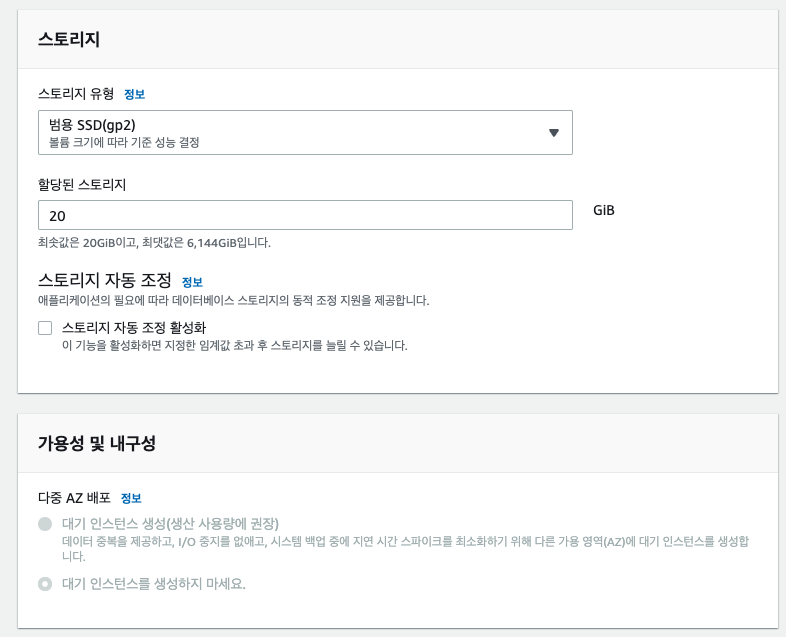 스토리지
스토리지 유형 정보
범용 SSD(gp2)
볼륨 크기에 따라 기준 성능 결정
할당된 스토리지
20
GiB
최솟값은 20GiB이고, 최댓값은 6,144GiB입니다.
스토리지 자동 조정 정보
애플리케이션의 필요에 따라 데이터베이스 스토리지의 동적 조정 지원을 제공합니다.
스토리지 자동 조정 활성화
이 기능을 활성화하면 지정한 임계값 초과 후 스토리지를 늘릴 수 있습니다.
가용성 및 내구성
다중 AZ 배포 정보
대기 인스턴스 생성(생산 사용량에 권장)
데이터 중복을 제공하고, I/O 중지를 없애고, 시스템 백업 중에 지연 시간 스파이크를 최소화하기 위해 다른 가용 영역(AZ)에 대기 인스턴스를 생성합
니다.
대기 인스턴스를 생성하지 마세요.